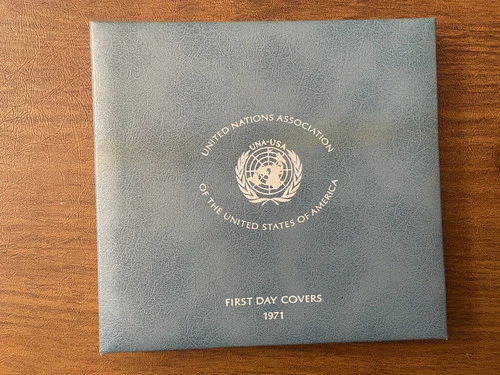 UNITED NATIONS ASSOCIATION
UNA-USA
OF THE UNITED STATES OF AMERICA
FIRST DAY COVERS
1971